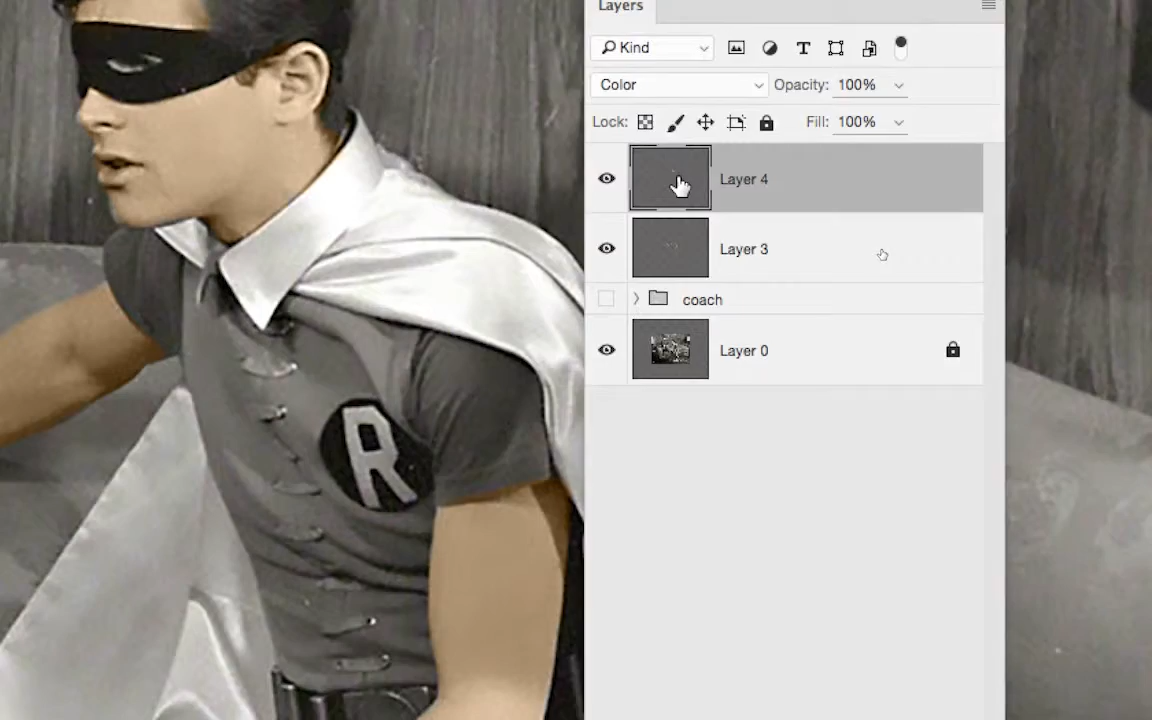 Layers
Kind
Color
Opacity: 100%
Lock:
Fill: 100%
Layer 4
Layer 3
coach
Layer 0
R